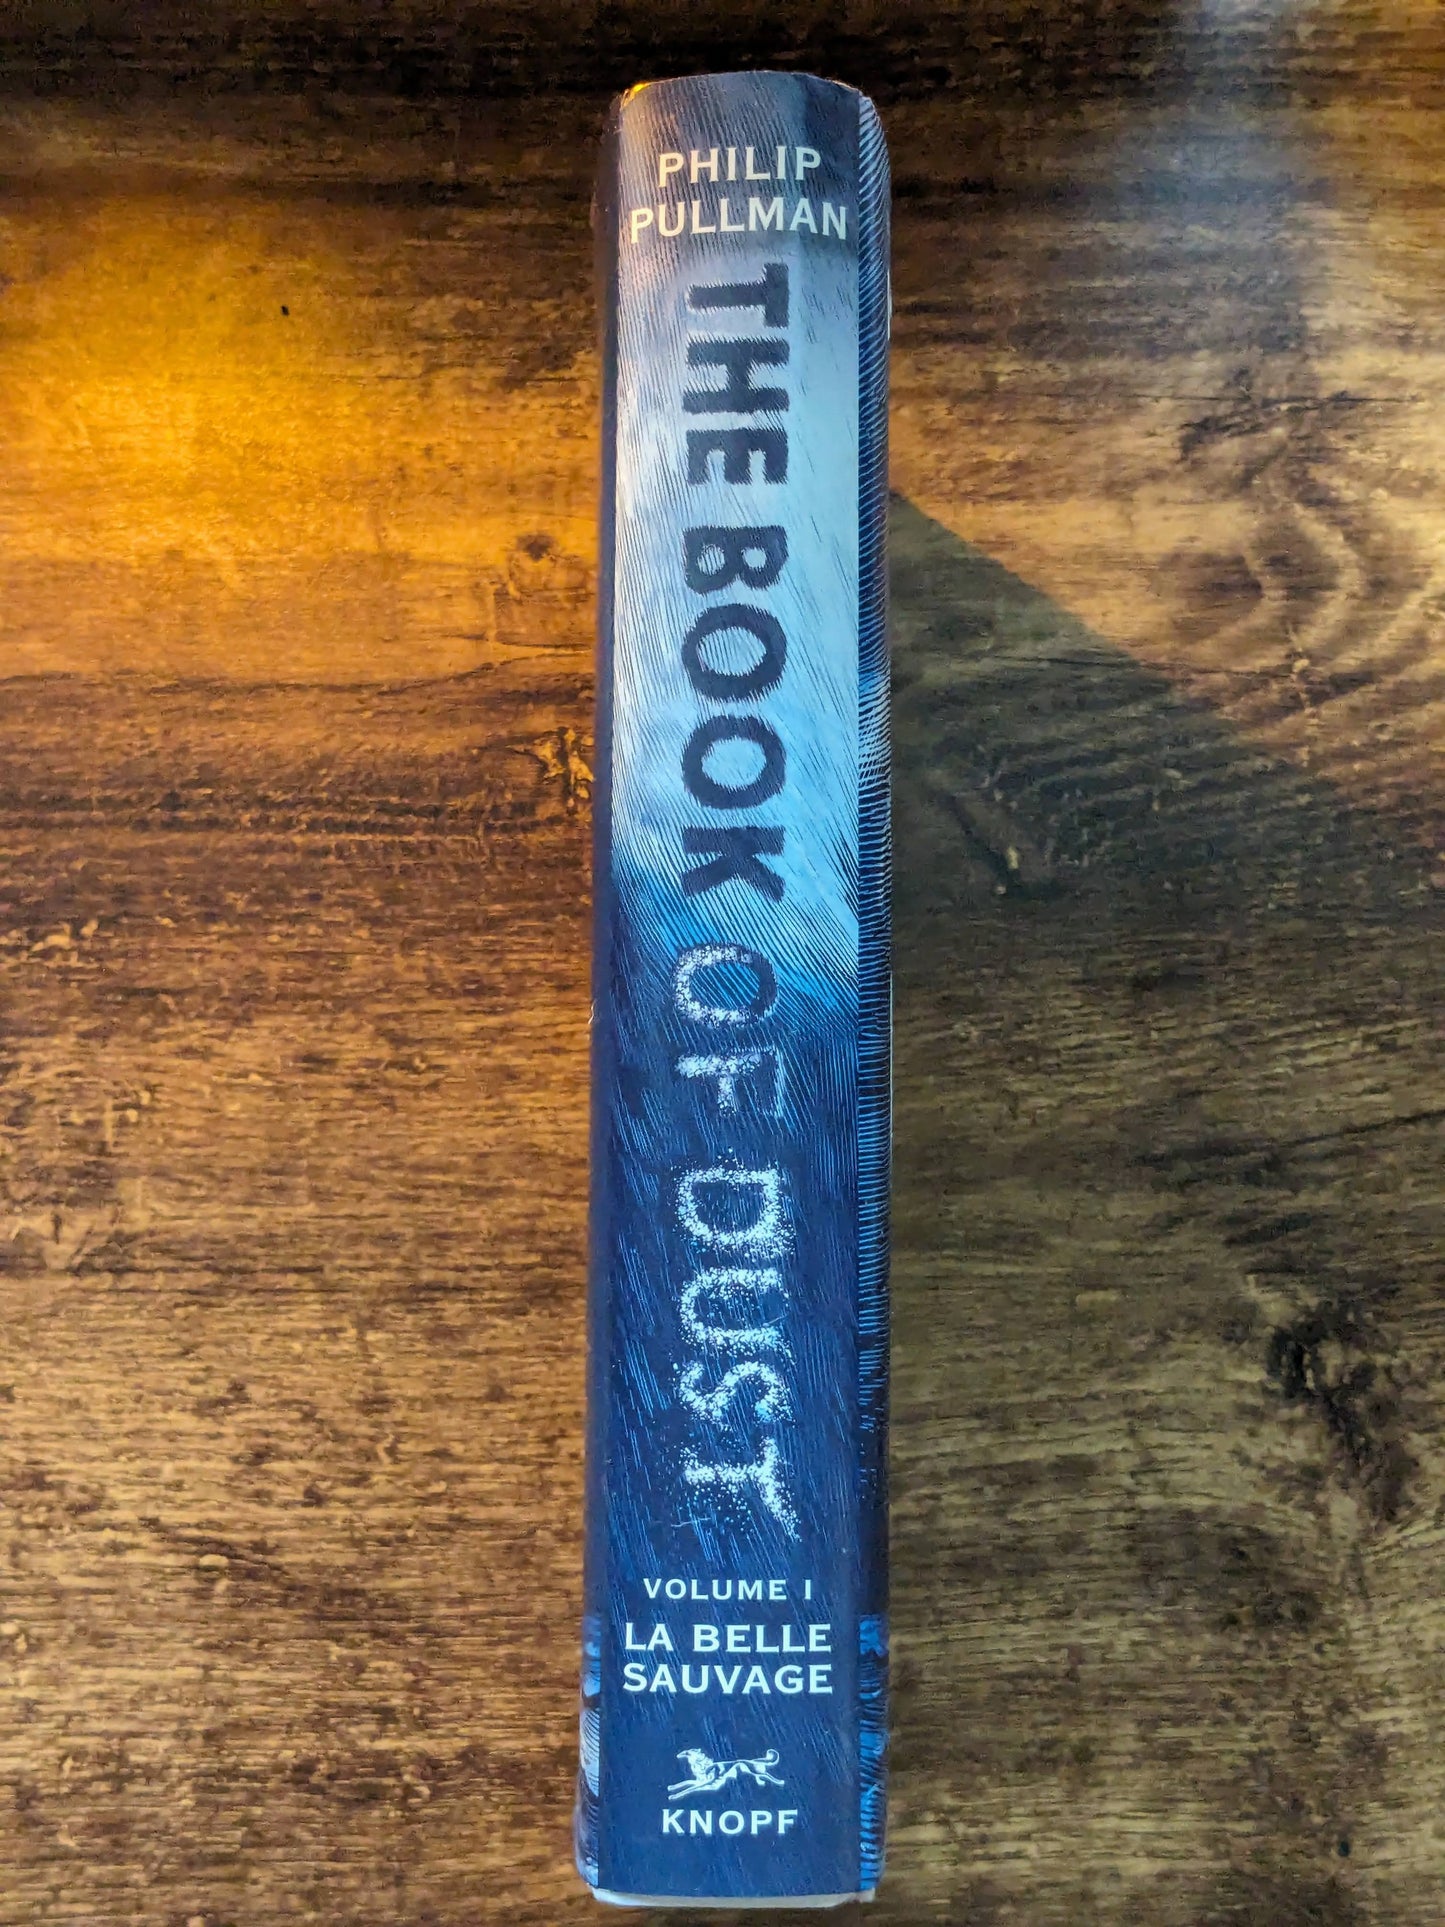 PHILIP
PULLMAN
THE BOOK OF DUST
VOLUME I
LA BELLE
SAUVAGE
KNOPF